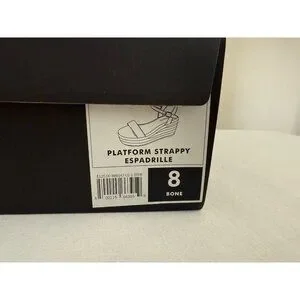 PLATFORM STRAPPY
ESPADRILLE
8
BONE